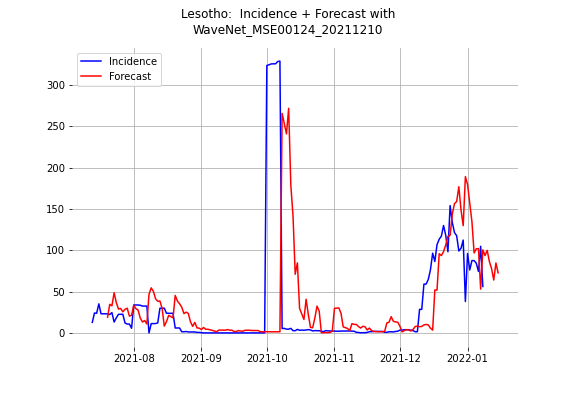 Lesotho:  Incidence + Forecast with
WaveNet_MSE00124_20211210
Incidence
Forecast
300
250
200
150
100
50
0
2021-08 2021-09 2021-10 2021-11 2021-12 2022-01